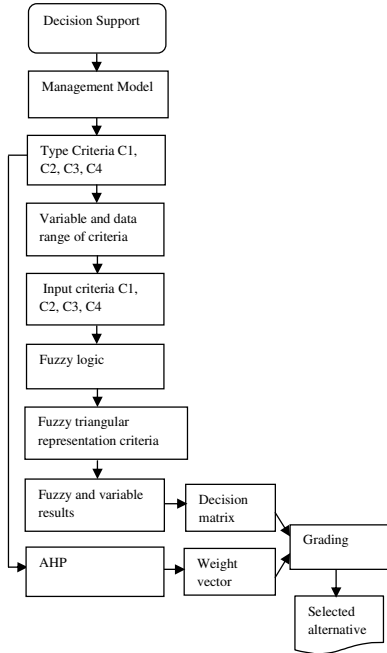 Decision Support
Management Model
Type Criteria C1,
C2, C3, C4
Variable and data
range of criteria
Input criteria C1,
C2, C3, C4
Fuzzy logic
Fuzzy triangular
representation criteria
Fuzzy and variable
results
Decision
matrix
Grading
AHP
Weight
vector
Selected
alternative